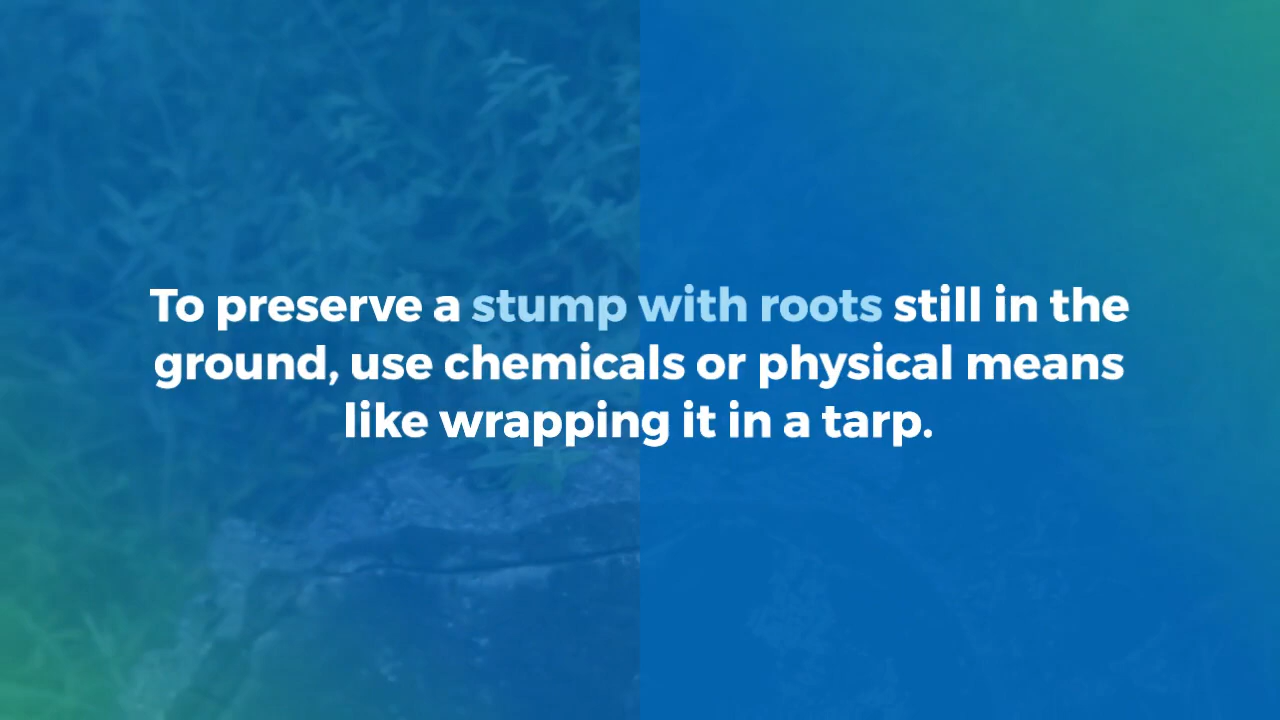 To preserve a stump with roots still in the
ground, use chemicals or physical means
like wrapping it in a tarp.